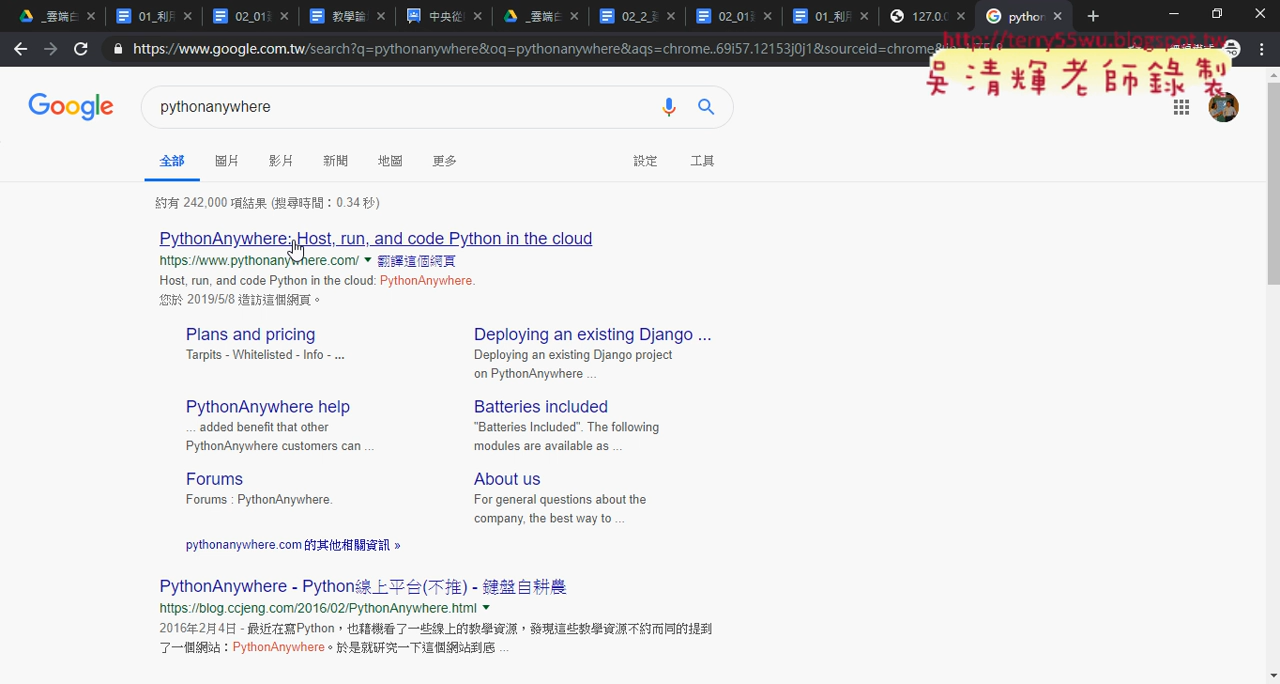 _雲端白
01_利用
02_01
教學論
中央從
_雲端白
02_2_
02_01
01_利用
127.0.0
python
https://www.google.com.tw/search?q=pythonanywhere&oq=pythonanywhere&aqs=chrome..69i57.12153j0j1&sourceid=chrome
http://terry55wu.blogspot.tw
吳清輝老師錄製
Google
pythonanywhere
全部 圖片 影片 新聞 地圖 更多 設定 工具
約有 242,000 項結果 (搜尋時間：0.34 秒)
PythonAnywhere: Host, run, and code Python in the cloud
https://www.pythonanywhere.com/ 翻譯這個網頁
Host, run, and code Python in the cloud: PythonAnywhere.
您於 2019/5/8 造訪這個網頁。
Plans and pricing
Tarpits - Whitelisted - Info - ...
Deploying an existing Django ...
Deploying an existing Django project
on PythonAnywhere ...
PythonAnywhere help
... added benefit that other
PythonAnywhere customers can ...
Batteries included
"Batteries Included". The following
modules are available as ...
Forums
Forums : PythonAnywhere.
About us
For general questions about the
company, the best way to ...
pythonanywhere.com 的其他相關資訊 »
PythonAnywhere - Python線上平台(不推) - 鍵盤自耕農
https://blog.ccjeng.com/2016/02/PythonAnywhere.html
2016年2月4日 - 最近在寫Python，也藉機看了一些線上的教學資源，發現這些教學資源不約而同的提到
了一個網站：PythonAnywhere。於是就研究一下這個網站到底 ...